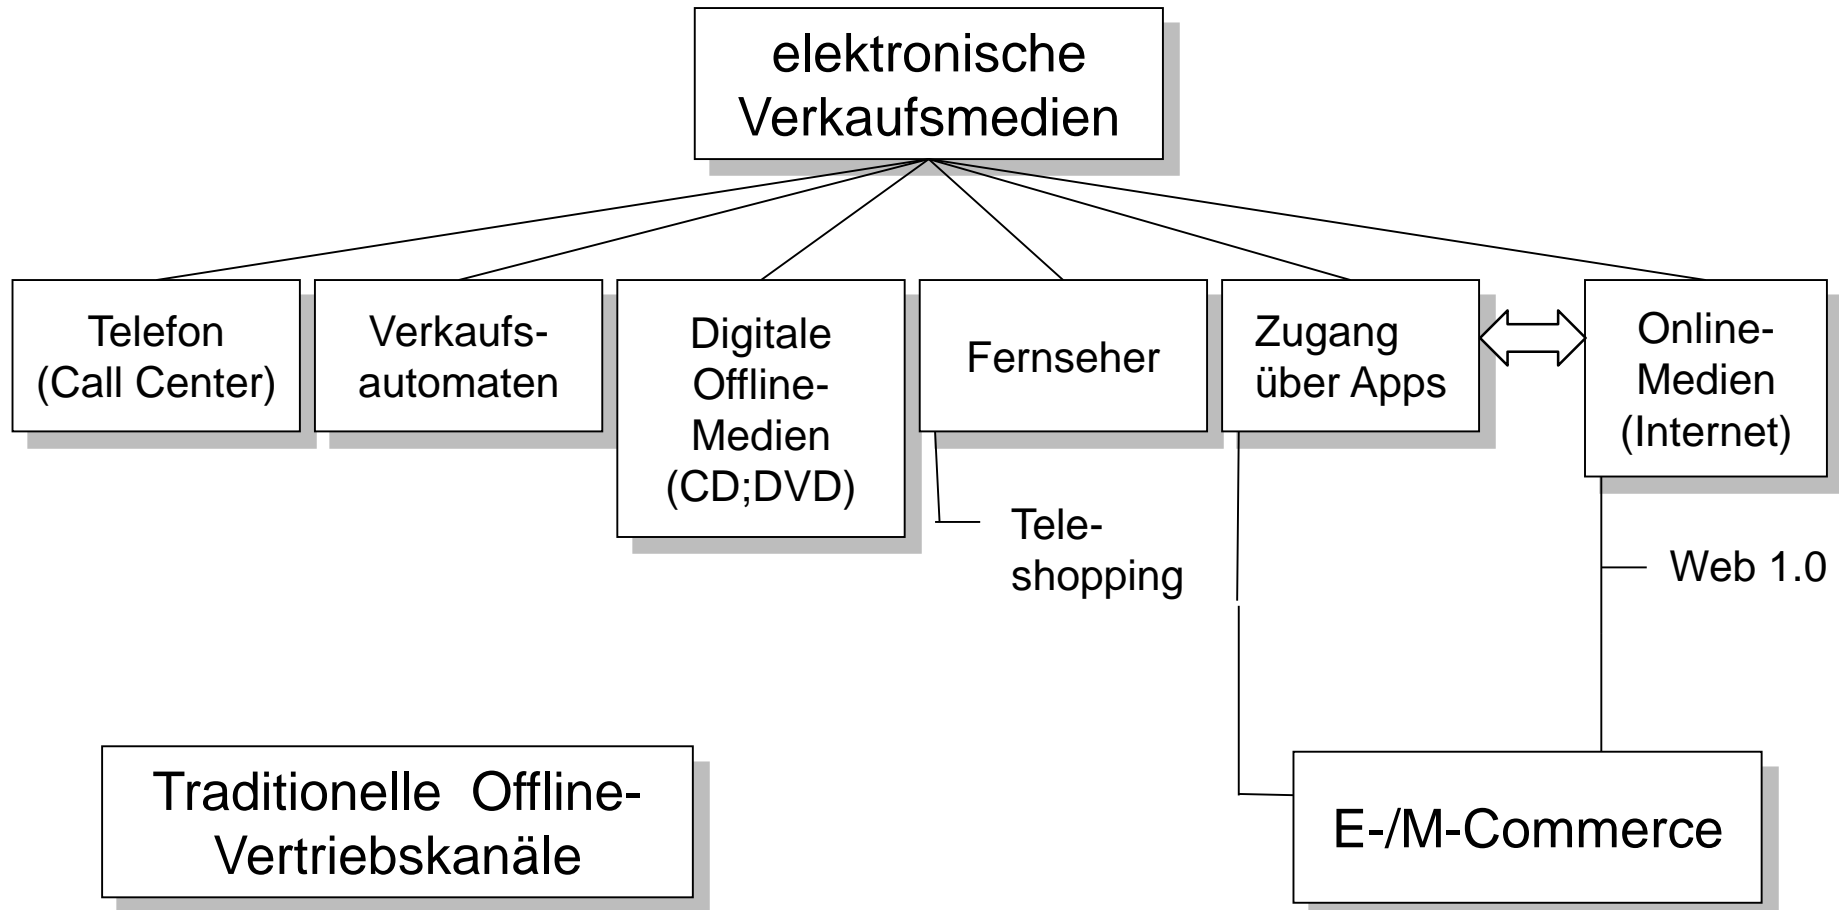 elektronische
Verkaufsmedien
Telefon
(Call Center)
Verkaufs-
automaten
Digitale
Offline-
Medien
(CD;DVD)
Fernseher
Zugang
über Apps
Online-
Medien
(Internet)
Tele-
shopping
Web 1.0
Traditionelle Offline-
Vertriebskanäle
E-/M-Commerce